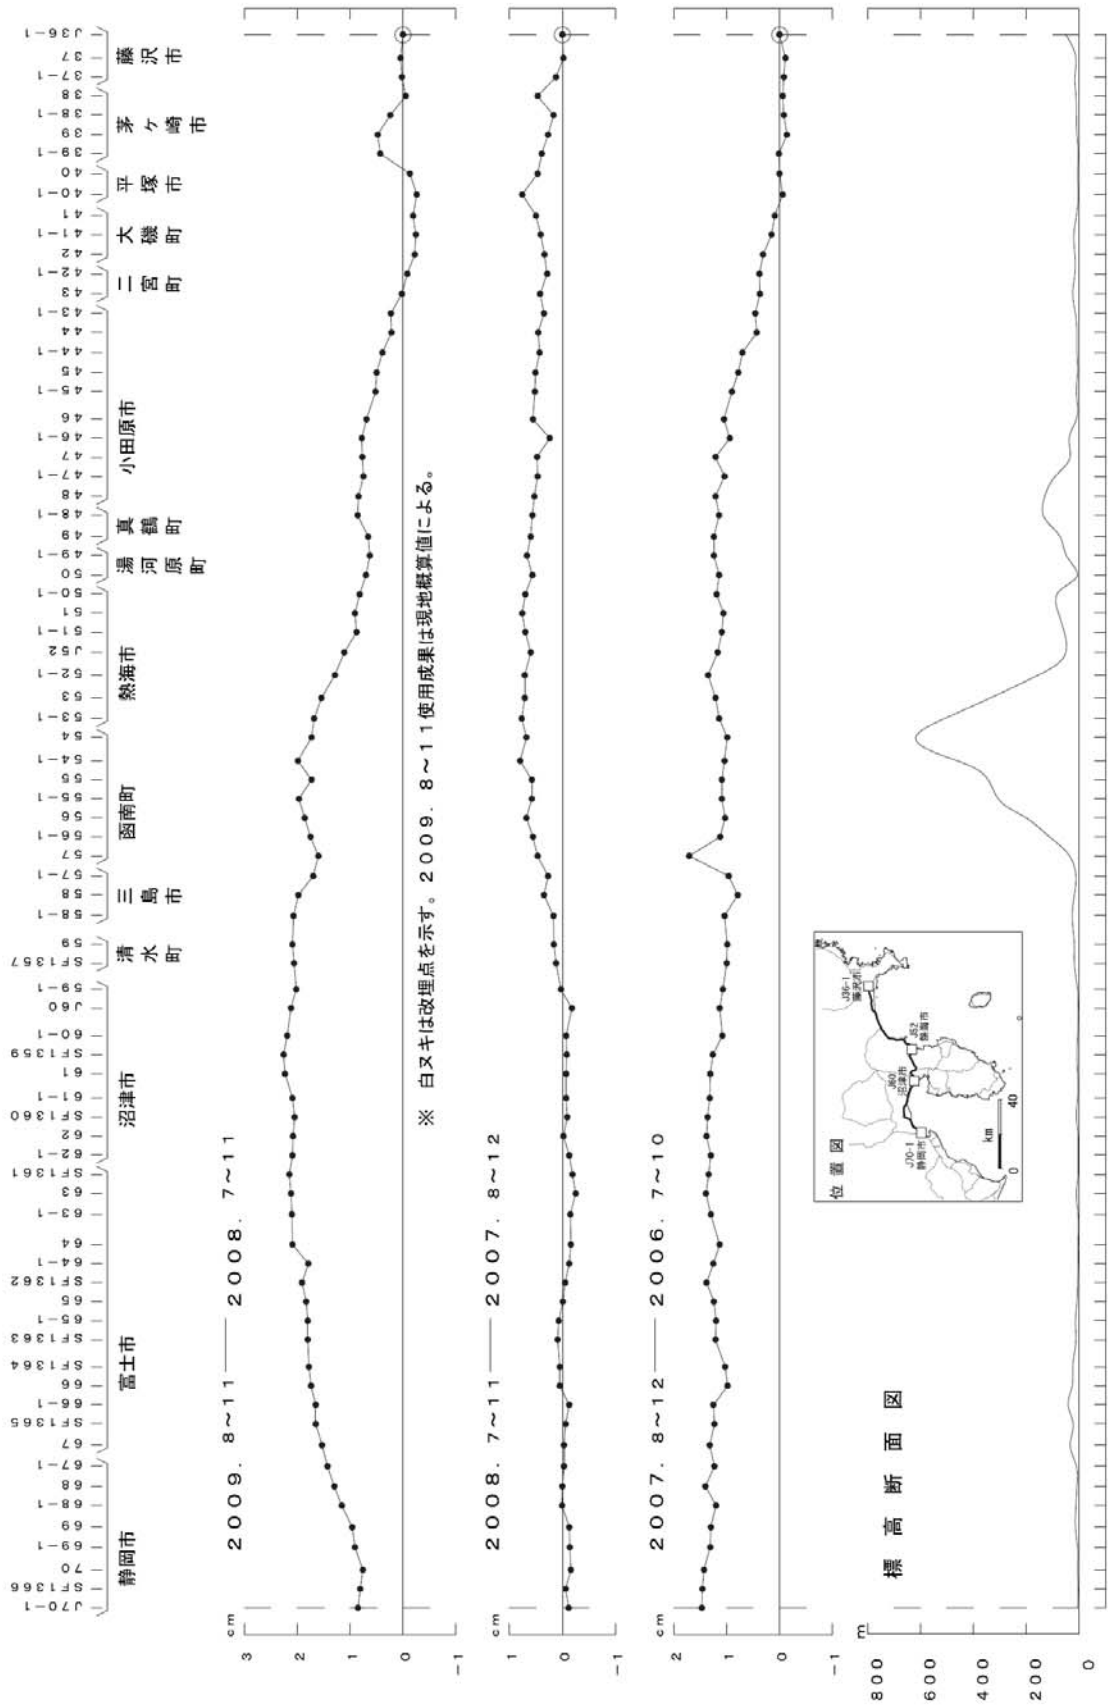 J70-1
SF1366
70
69-1
69
68-1
68
67-1
67
SF1365
66-1
66
SF1364
SF1363
65-1
65
SF1362
64-1
64
63-1
63
SF1361
62-1
62
SF1360
61-1
61
SF1359
60-1
J60
59-1
SF1357
59
58-1
58
57-1
57
56-1
56
55-1
55
54-1
54
53-1
53
52-1
J52
51-1
51
50-1
50
49-1
49
48-1
48
47-1
47
46-1
46
45-1
45
44-1
44
43-1
43
42-1
42
41-1
41
40-1
40
39-1
39
38-1
38
37-1
37
J36-1
静岡市
富士市
沼津市
清水町
三島市
函南町
熱海市
湯河原町
真鶴町
小田原市
二宮町
大磯町
平塚市
茅ヶ崎市
藤沢市
cm
2009. 8~11 —— 2008. 7~11
3
2
1
0
-1
※ 白ヌキは改埋点を示す。2009. 8~11使用成果は現地概算値による。
cm
2008. 7~11 —— 2007. 8~12
1
0
-1
2007. 8~12 —— 2006. 7~10
2
1
0
-1
位置図
J70-1
静岡市
J60
沼津市
J52
熱海市
J36-1
藤沢市
km
0
40
標高断面図
m
800
600
400
200
0